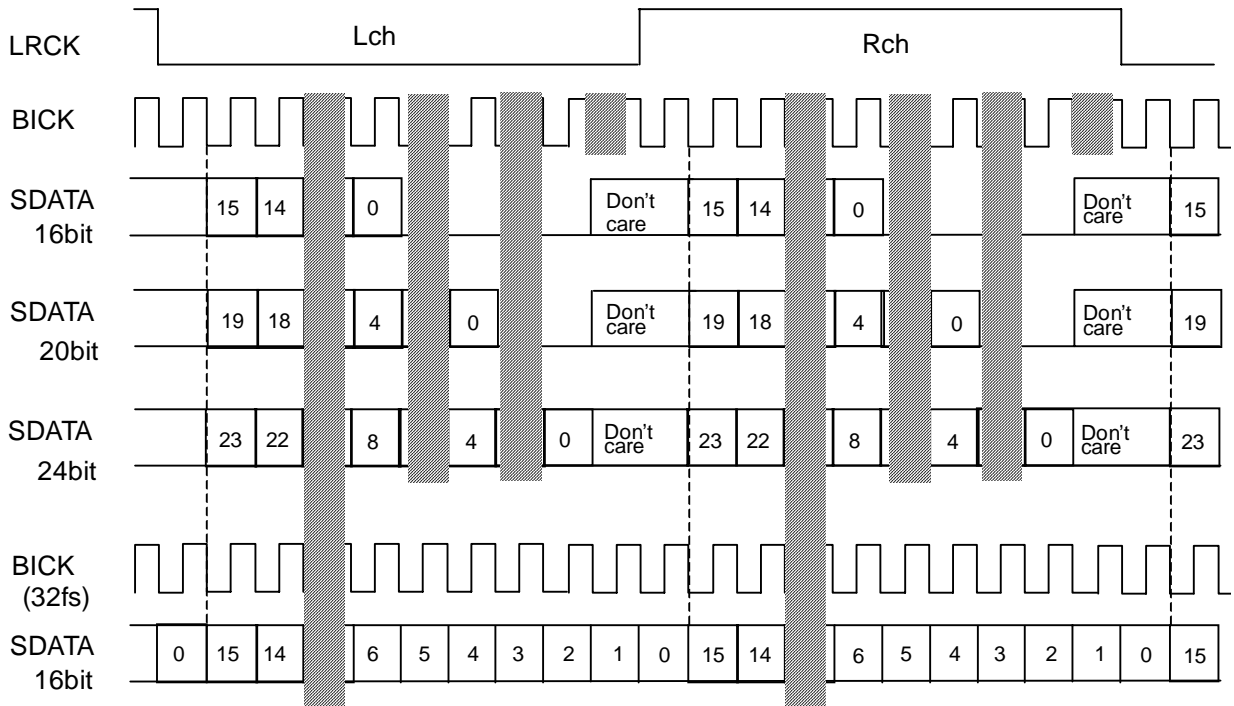 LRCK Lch Rch
BICK
SDATA 15 14 0 Don't 15 14 0 Don't 15
16bit care care
SDATA 19 18 4 0 Don't 19 18 4 0 Don't 19
20bit care care
SDATA 23 22 8 4 0 Don't 23 22 8 4 0 Don't 23
24bit care care
BICK
(32fs)
SDATA 0 15 14 6 5 4 3 2 1 0 15 14 6 5 4 3 2 1 0 15
16bit